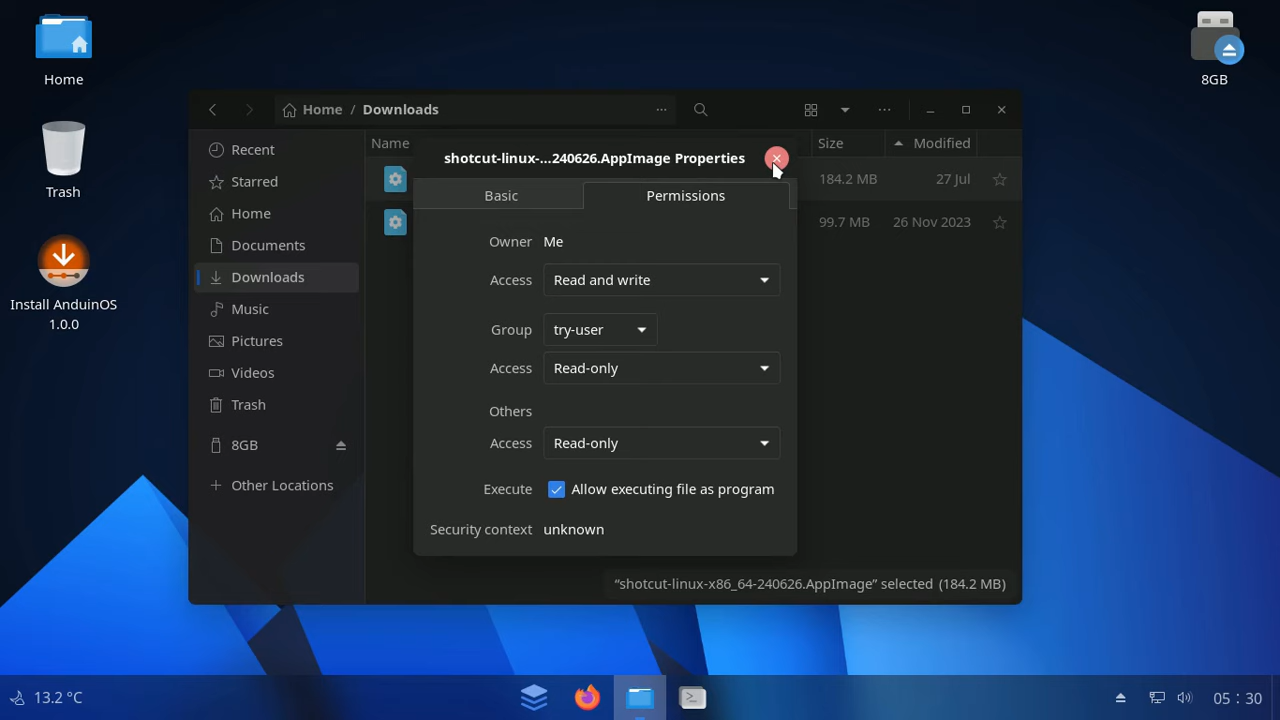 Home
8GB
Trash
Install AnduinOS
1.0.0
Home / Downloads
Recent
Starred
Home
Documents
Downloads
Music
Pictures
Videos
Trash
8GB
Other Locations
Name
Size
Modified
184.2 MB
27 Jul
99.7 MB
26 Nov 2023
shotcut-linux-...240626.AppImage Properties
Basic
Permissions
Owner Me
Access Read and write
Group try-user
Access Read-only
Others
Access Read-only
Execute Allow executing file as program
Security context unknown
“shotcut-linux-x86_64-240626.AppImage” selected (184.2 MB)
13.2 °C
05 : 30